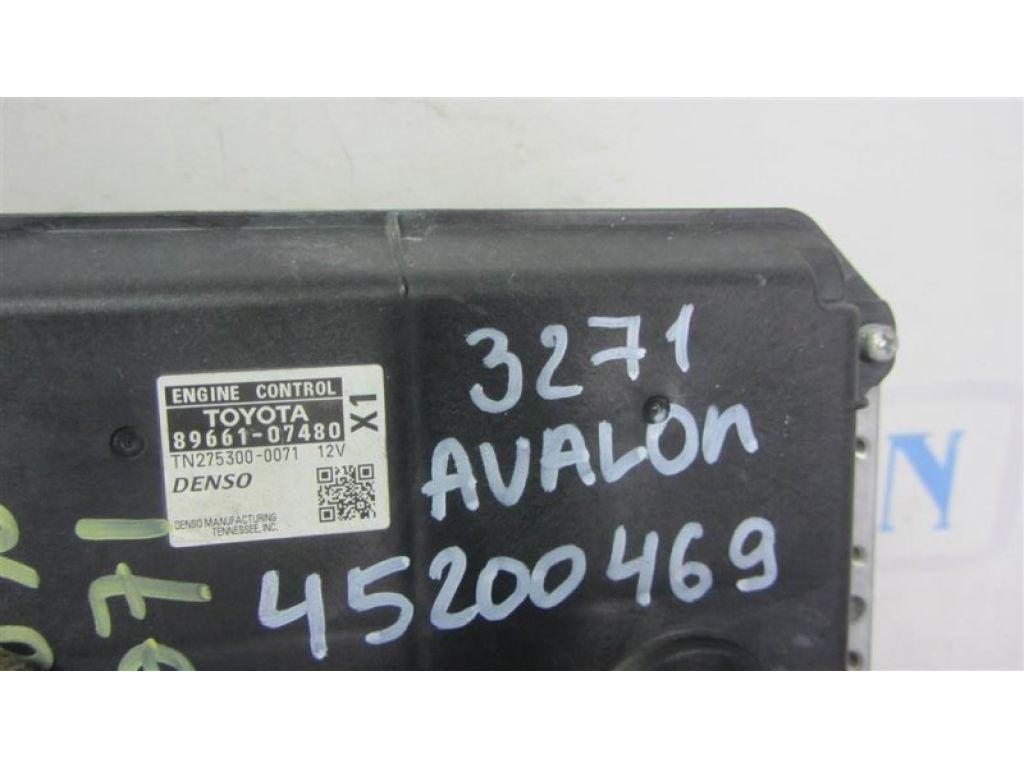 ENGINE CONTROL
TOYOTA
89661-07480
X1
TN275300-0071 12V
DENSO
DENSO MANUFACTURING
TENNESSEE, INC.
3271
AVALON
45200469
N